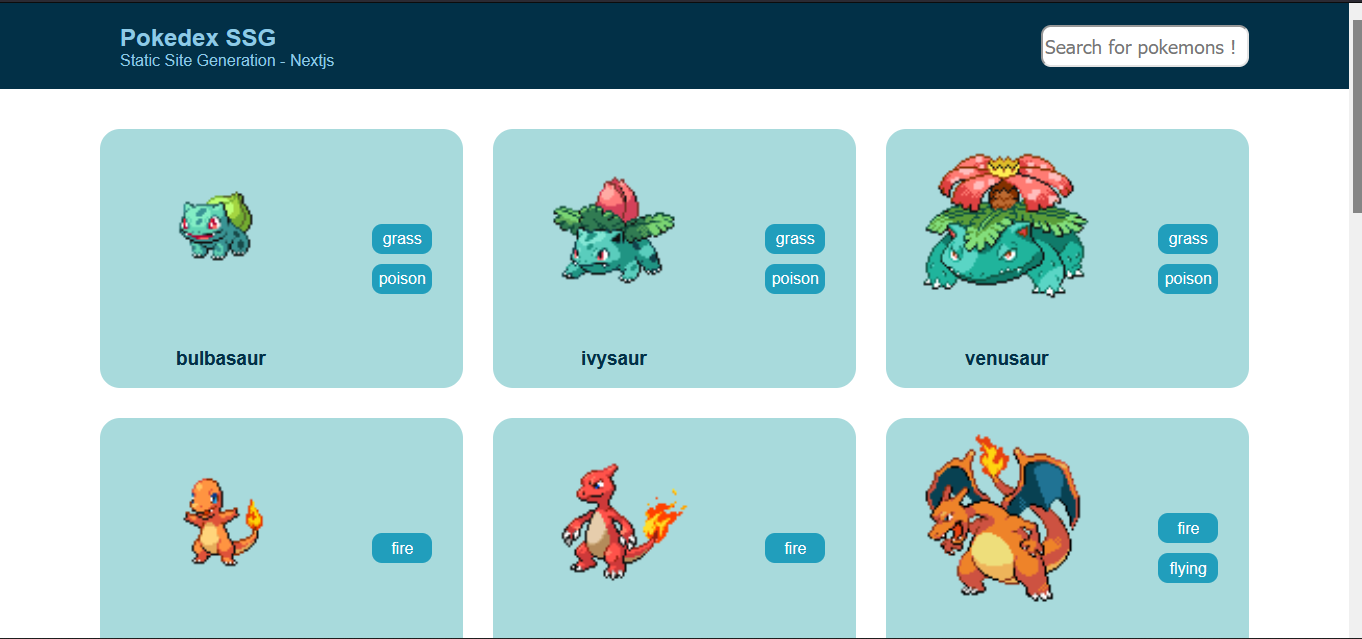 Pokedex SSG
Static Site Generation - Nextjs
Search for pokemons !
grass
poison
bulbasaur
grass
poison
ivysaur
grass
poison
venusaur
fire
fire
fire
flying